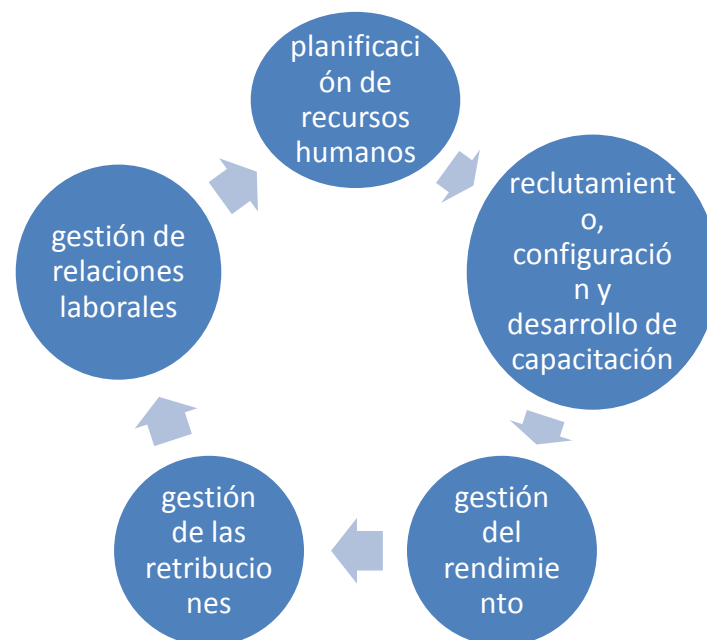 planificaci
ón de
recursos
humanos
reclutamient
o,
configuració
n y
desarrollo de
capacitación
gestión
del
rendimie
nto
gestión
de las
retribucio
nes
gestión de
relaciones
laborales